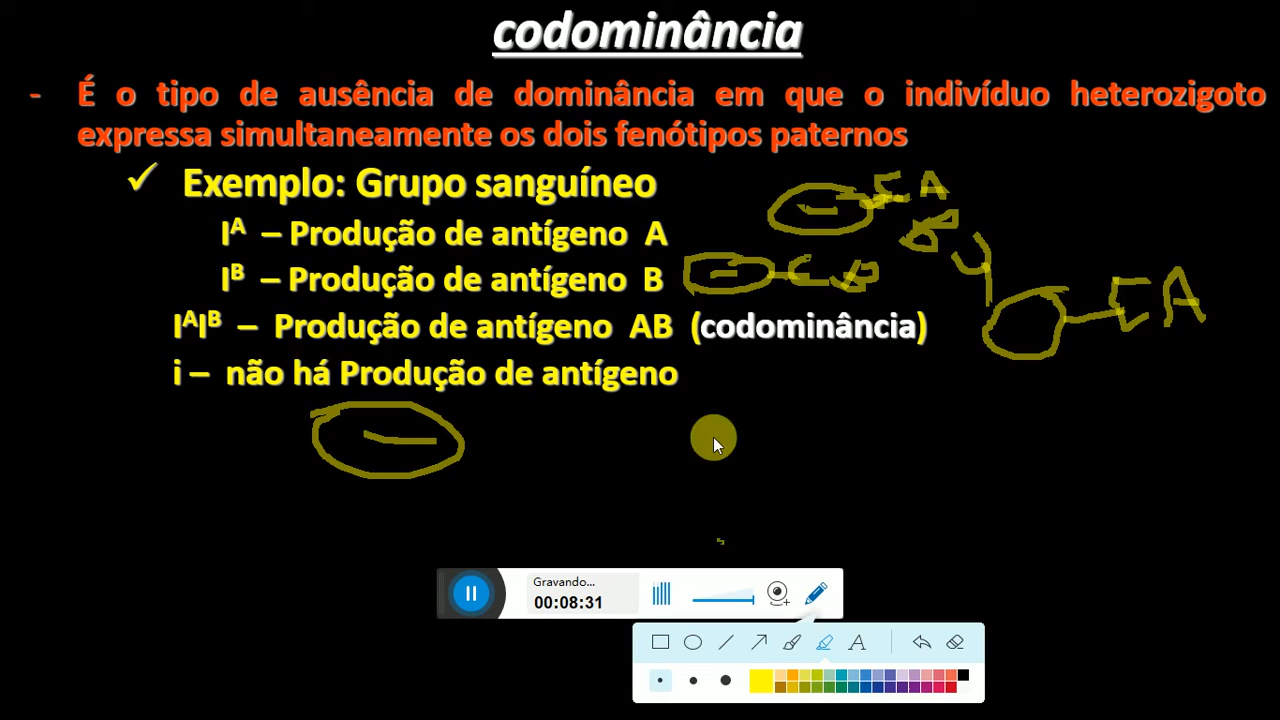 codominância
- É o tipo de ausência de dominância em que o indivíduo heterozigoto
expressa simultaneamente os dois fenótipos paternos
✓ Exemplo: Grupo sanguíneo
Iᴬ – Produção de antígeno A
Iᴮ – Produção de antígeno B
IᴬIᴮ – Produção de antígeno AB (codominância)
i – não há Produção de antígeno
A
B
A
Gravando...
00:08:31
A